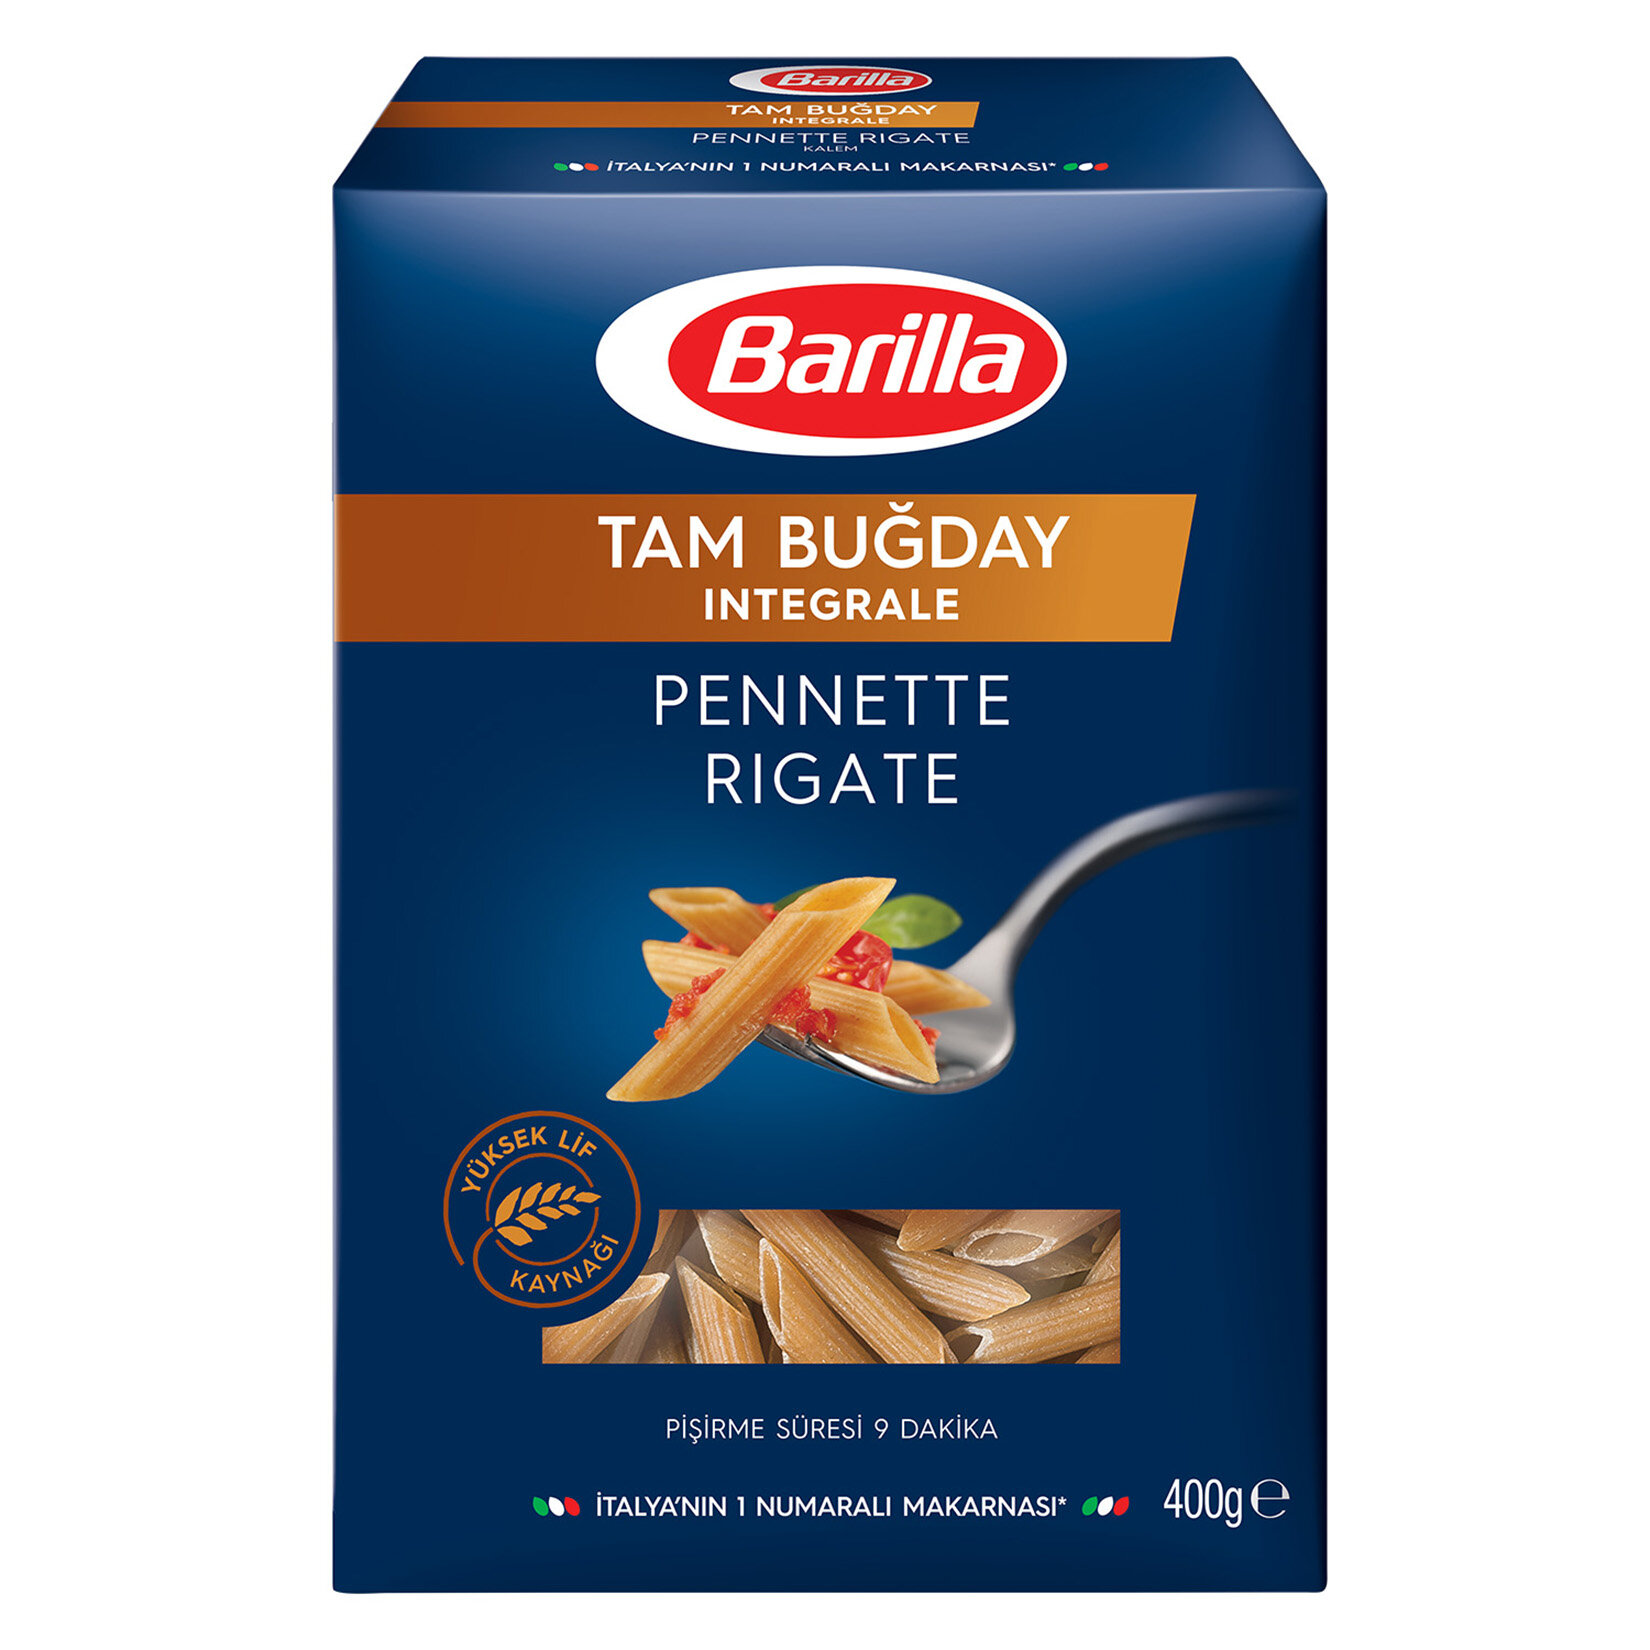 Barilla
TAM BUĞDAY
INTEGRALE
PENNETTE RIGATE
KALEM
İTALYA'NIN 1 NUMARALI MAKARNASI*
Barilla
TAM BUĞDAY
INTEGRALE
PENNETTE
RIGATE
YÜKSEK LİF
KAYNAĞI
PİŞİRME SÜRESİ 9 DAKİKA
İTALYA'NIN 1 NUMARALI MAKARNASI*
400g ℮